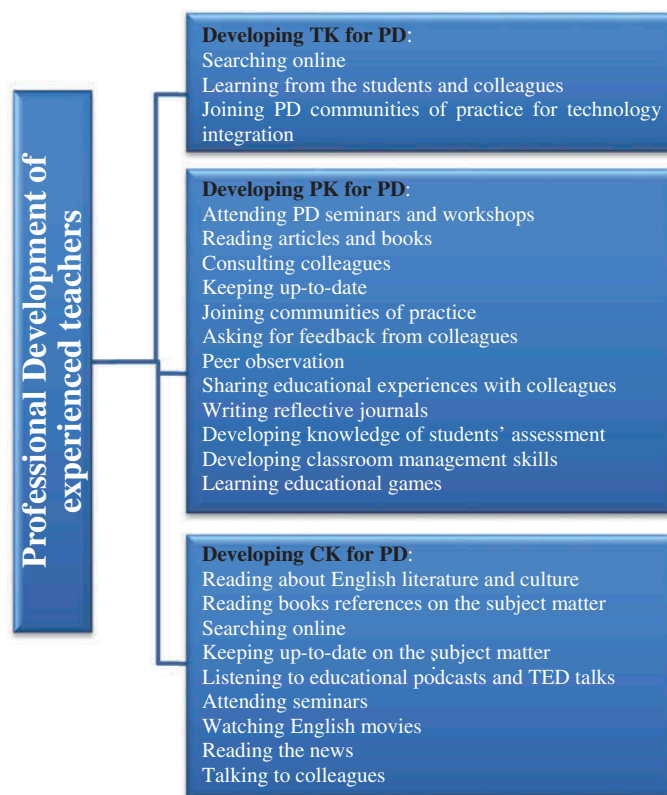 Professional Development of
experienced teachers
Developing TK for PD:
Searching online
Learning from the students and colleagues
Joining PD communities of practice for technology
integration
Developing PK for PD:
Attending PD seminars and workshops
Reading articles and books
Consulting colleagues
Keeping up-to-date
Joining communities of practice
Asking for feedback from colleagues
Peer observation
Sharing educational experiences with colleagues
Writing reflective journals
Developing knowledge of students’ assessment
Developing classroom management skills
Learning educational games
Developing CK for PD:
Reading about English literature and culture
Reading books references on the subject matter
Searching online
Keeping up-to-date on the subject matter
Listening to educational podcasts and TED talks
Attending seminars
Watching English movies
Reading the news
Talking to colleagues